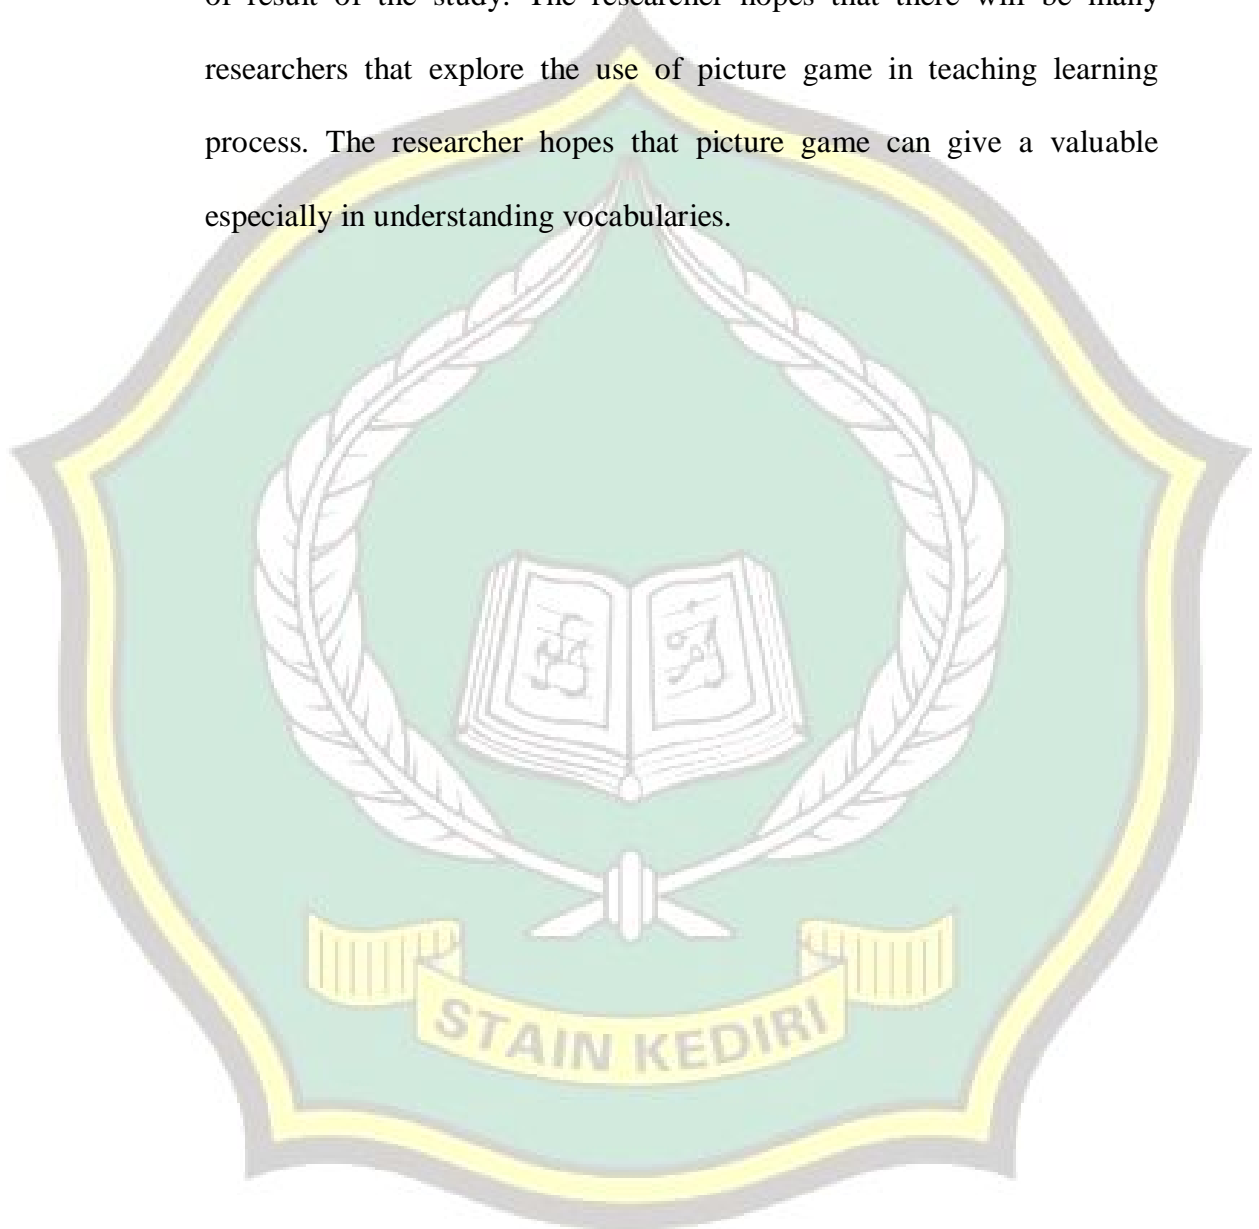 of result of the study. The researcher hopes that there will be many
researchers that explore the use of picture game in teaching learning
process. The researcher hopes that picture game can give a valuable
especially in understanding vocabularies.
STAIN KEDIRI